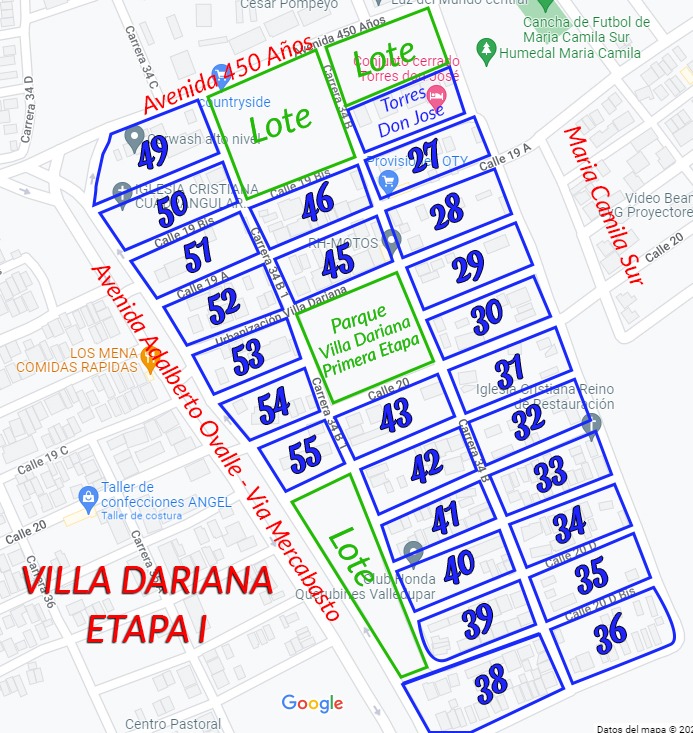 Cesar Pompeyo
Luz del Mundo central
Avenida 450 Años
Avenida 450 Años
Carrera 34 C
Carrera 34 D
Lote
Conjunto cerrado
Torres don José
Cancha de Futbol de
Maria Camila Sur
Humedal Maria Camila
countryside
Lote
Carrera 34 B
Torres
Don Jose
49
Carwash alto nivel
Provisiones OTY
27
Calle 19 A
Maria Camila Sur
IGLESIA CRISTIANA
CUADRANGULAR
50
Calle 19 Bis
46
28
Video Bean
G Proyectores
Calle 19 Bis
51
Carrera 34 B 1
RH-MOTOS
45
29
Calle 20
Avenida Adalberto Ovalle - Via Mercabasto
Calle 19 A
52
Urbanización Villa Dariana
Parque
Villa Dariana
Primera Etapa
30
LOS MENA
COMIDAS RAPIDAS
53
31
Calle 20
54
Carrera 34 B 1
43
Iglesia Cristiana Reino
de Restauración
32
55
Carrera 34 B
42
33
Calle 19 C
Taller de
confecciones ANGEL
Taller de costura
Calle 20
Lote
41
34
Carrera 36
Carrera 35 A
40
Calle 20 D
35
VILLA DARIANA
ETAPA I
Club Honda
Querubines Valledupar
39
Calle 20 D Bis
36
38
Google
Centro Pastoral
Datos del mapa © 202